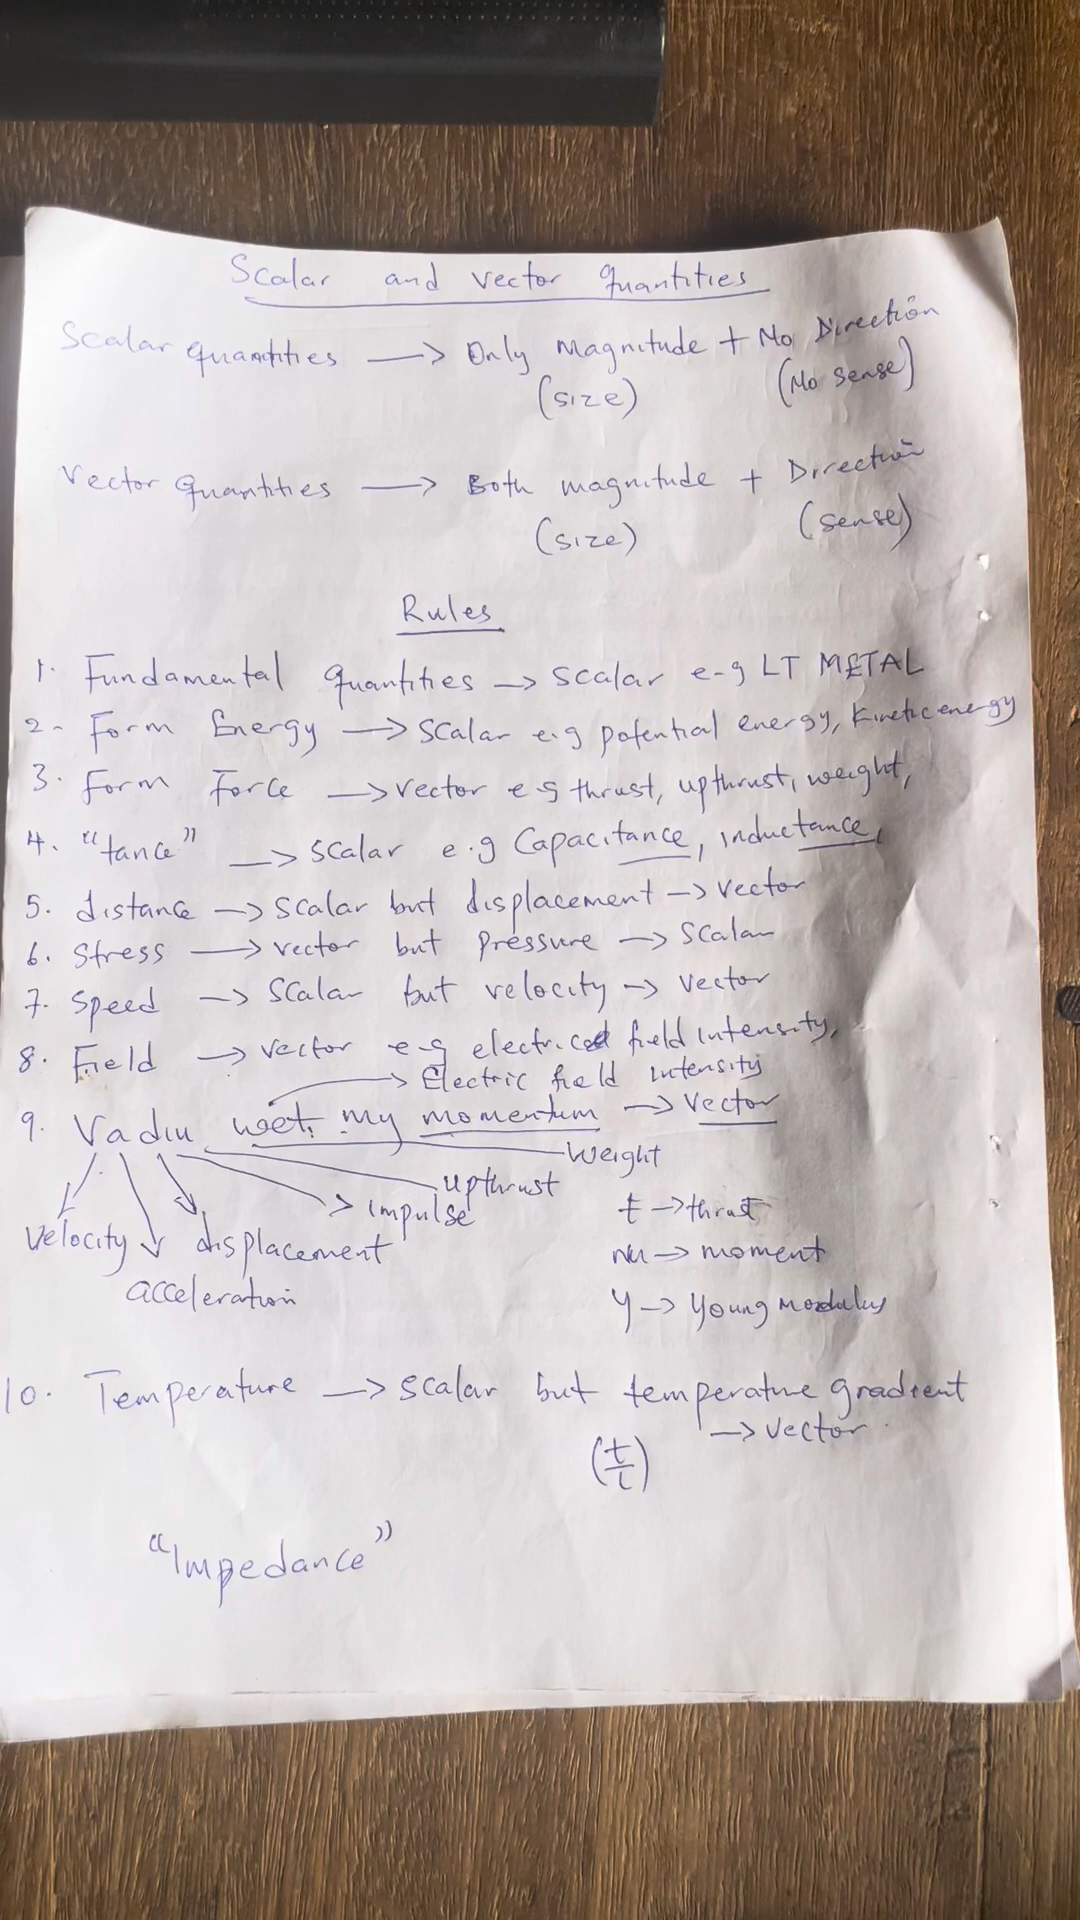 Scalar and vector quantities
Scalar quantities → Only magnitude + No Direction
(size) (No sense)
Vector quantities → Both magnitude + Direction
(size) (sense)
Rules
1. Fundamental quantities → scalar e-g LT METAL
2- Form Energy → scalar e.g potential energy, kinetic energy
3. form Force → vector e-g thrust, upthrust, weight,
4. "tance" → scalar e.g Capacitance, inductance,
5. distance → scalar but displacement → vector
6. Stress → vector but pressure → scalar
7. Speed → scalar but velocity → vector
8. Field → vector e-g electrical field intensity,
→ Electric field intensity
9. Vadiu wet my momentum → vector
Weight
upthrust
impulse
t → thrust
Velocity displacement
m → moment
acceleration
y → young modulus
10. Temperature → scalar but temperature gradient
→ vector
(t/l)
"Impedance"